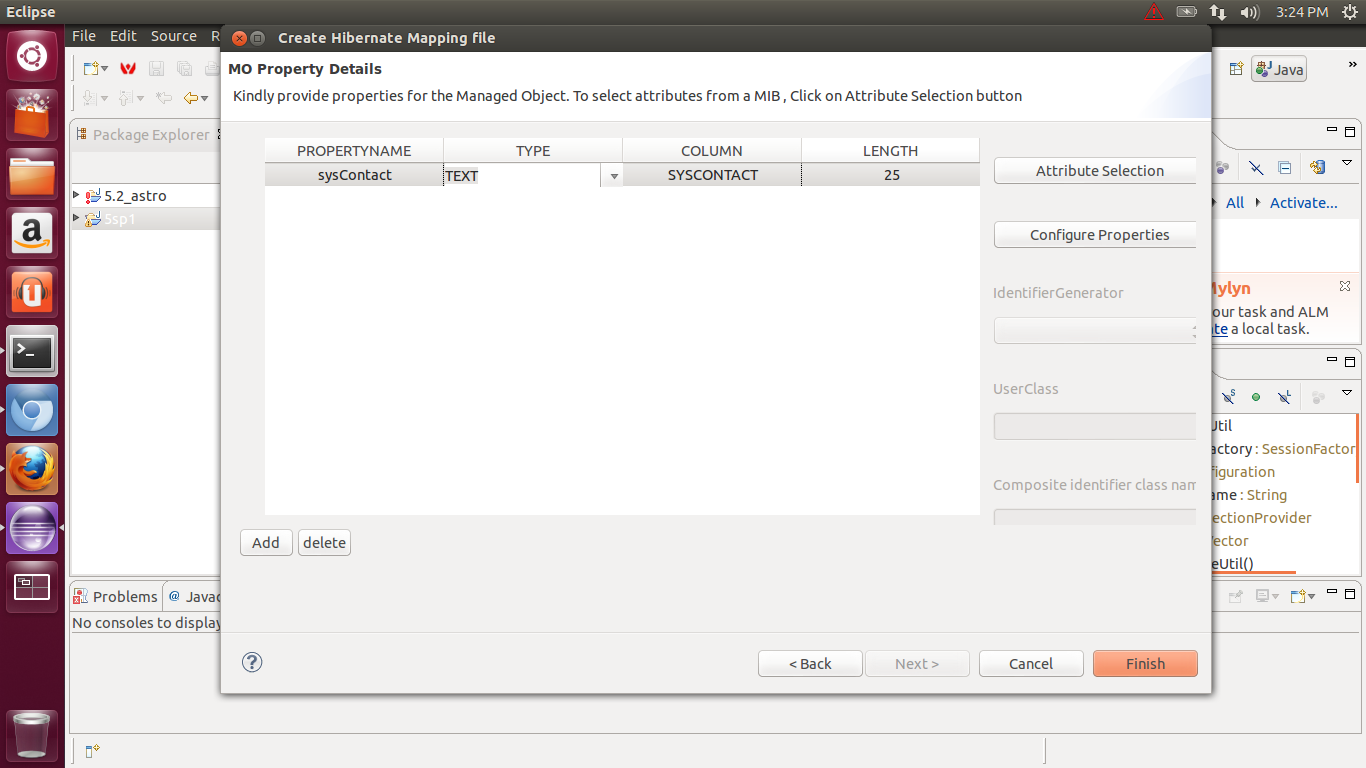 Eclipse
3:24 PM
File Edit Source R
Create Hibernate Mapping file
MO Property Details
Kindly provide properties for the Managed Object. To select attributes from a MIB , Click on Attribute Selection button
Java
»
Package Explorer
5.2_astro
5sp1
PROPERTYNAME TYPE COLUMN LENGTH
sysContact TEXT SYSCONTACT 25
Attribute Selection
Configure Properties
IdentifierGenerator
UserClass
Composite identifier class nam
Add delete
All Activate...
Mylyn
our task and ALM
ate a local task.
Util
actory : SessionFactor
figuration
ame : String
ectionProvider
Vector
eUtil()
Problems @ Javac
No consoles to display
? < Back Next > Cancel Finish